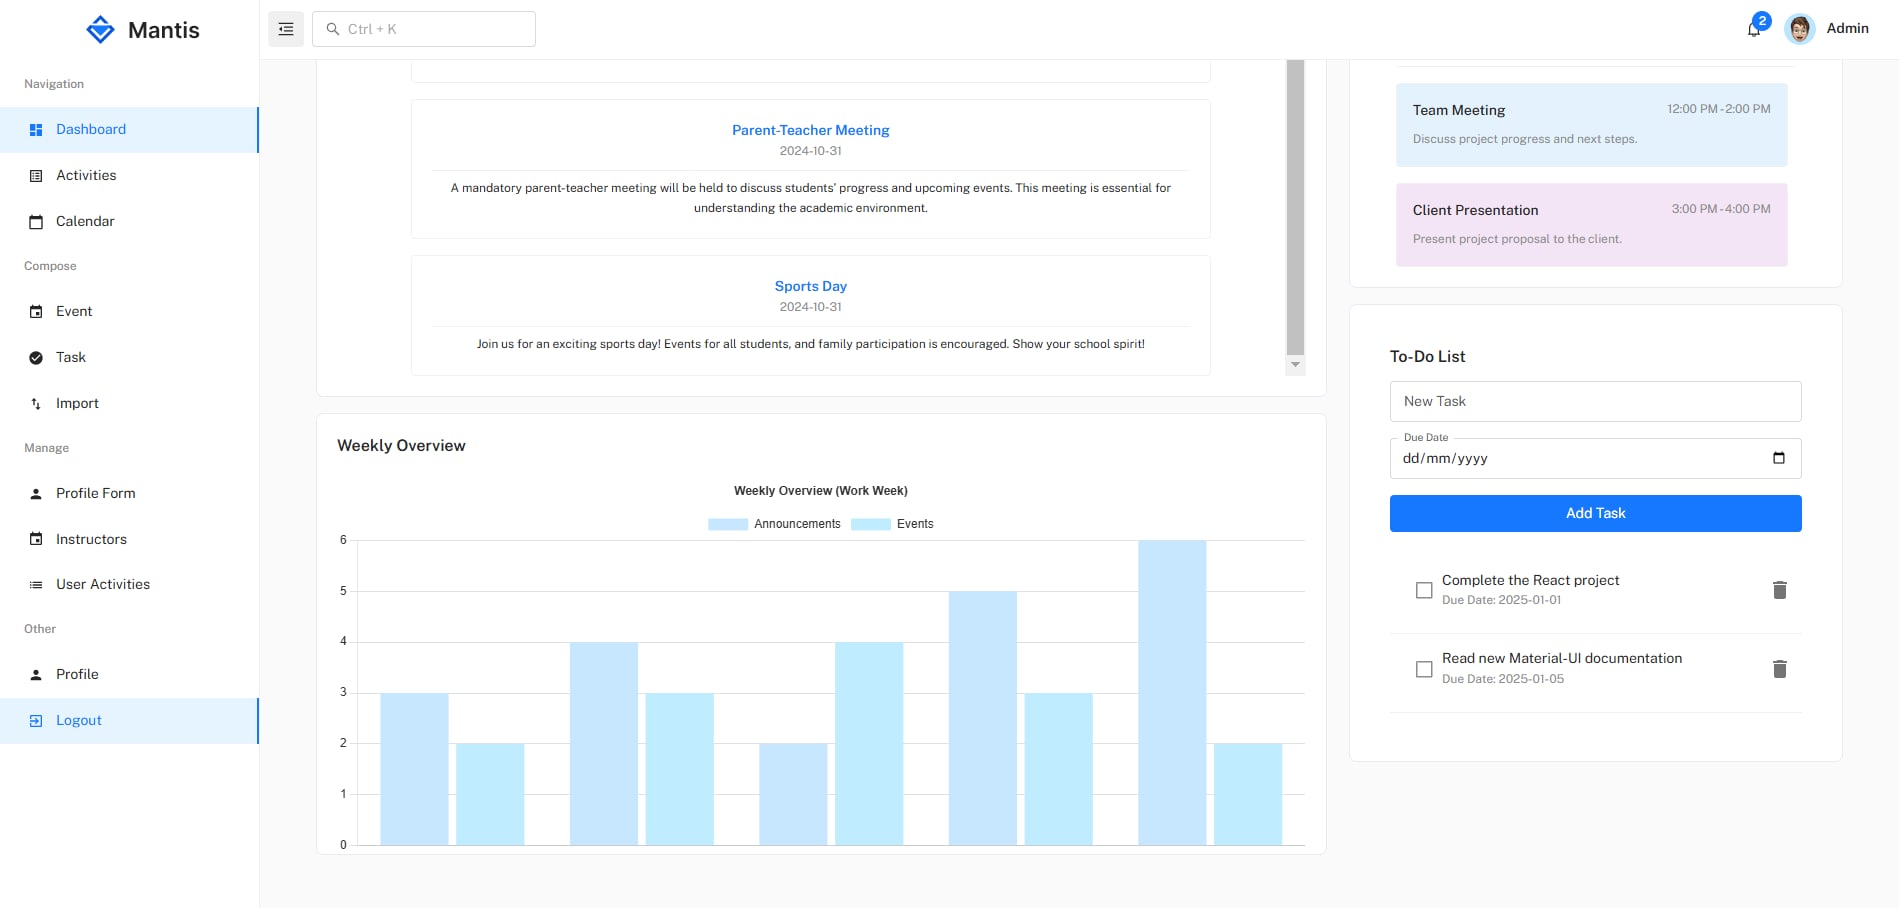 Mantis
Ctrl + K
2
Admin
Navigation
Dashboard
Activities
Calendar
Compose
Event
Task
Import
Manage
Profile Form
Instructors
User Activities
Other
Profile
Logout
Parent-Teacher Meeting
2024-10-31
A mandatory parent-teacher meeting will be held to discuss students' progress and upcoming events. This meeting is essential for
understanding the academic environment.
Sports Day
2024-10-31
Join us for an exciting sports day! Events for all students, and family participation is encouraged. Show your school spirit!
Weekly Overview
Weekly Overview (Work Week)
Announcements Events
6
5
4
3
2
1
0
Team Meeting 12:00 PM - 2:00 PM
Discuss project progress and next steps.
Client Presentation 3:00 PM - 4:00 PM
Present project proposal to the client.
To-Do List
New Task
Due Date
dd/mm/yyyy
Add Task
Complete the React project
Due Date: 2025-01-01
Read new Material-UI documentation
Due Date: 2025-01-05